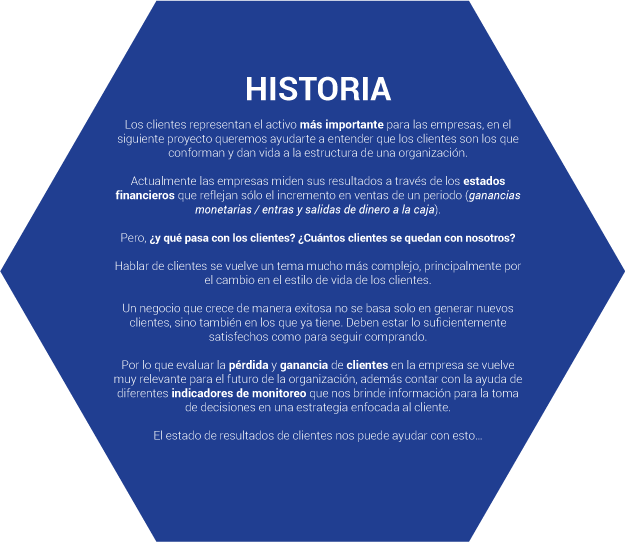 HISTORIA
Los clientes representan el activo más importante para las empresas, en el
siguiente proyecto queremos ayudarte a entender que los clientes son los que
conforman y dan vida a la estructura de una organización.
Actualmente las empresas miden sus resultados a través de los estados
financieros que reflejan sólo el incremento en ventas de un periodo (ganancias
monetarias / entras y salidas de dinero a la caja).
Pero, ¿y qué pasa con los clientes? ¿Cuántos clientes se quedan con nosotros?
Hablar de clientes se vuelve un tema mucho más complejo, principalmente por
el cambio en el estilo de vida de los clientes.
Un negocio que crece de manera exitosa no se basa solo en generar nuevos
clientes, sino también en los que ya tiene. Deben estar lo suficientemente
satisfechos como para seguir comprando.
Por lo que evaluar la pérdida y ganancia de clientes en la empresa se vuelve
muy relevante para el futuro de la organización, además contar con la ayuda de
diferentes indicadores de monitoreo que nos brinde información para la toma
de decisiones en una estrategia enfocada al cliente.
El estado de resultados de clientes nos puede ayudar con esto...